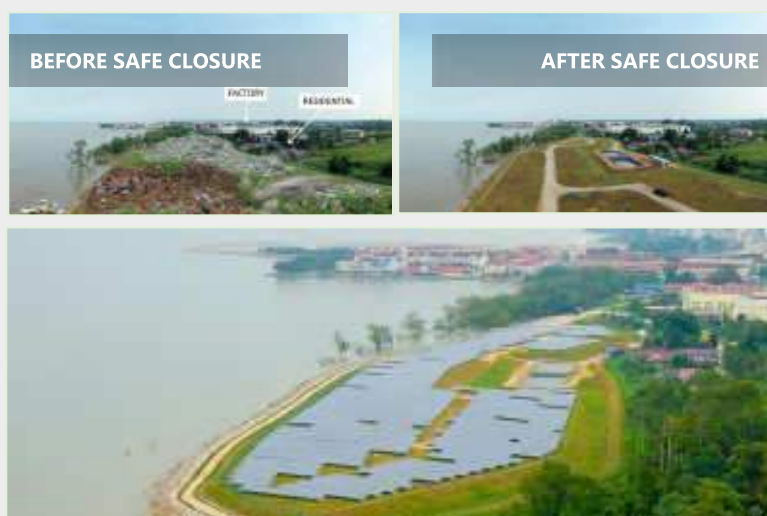 BEFORE SAFE CLOSURE
AFTER SAFE CLOSURE
FACTORY
RESIDENTIAL